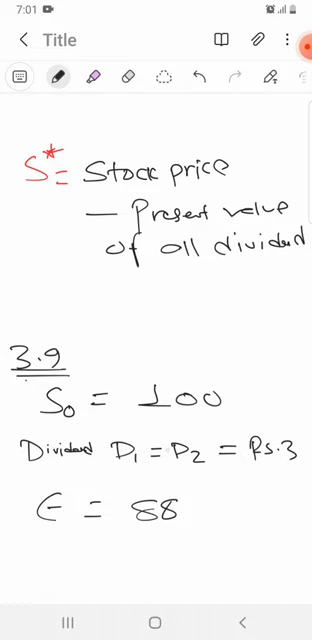 7:01
Title
S* = Stock price
— Present value
of all dividend
3.9
S₀ = 100
Dividend D₁ = D₂ = Rs.3
E = 88